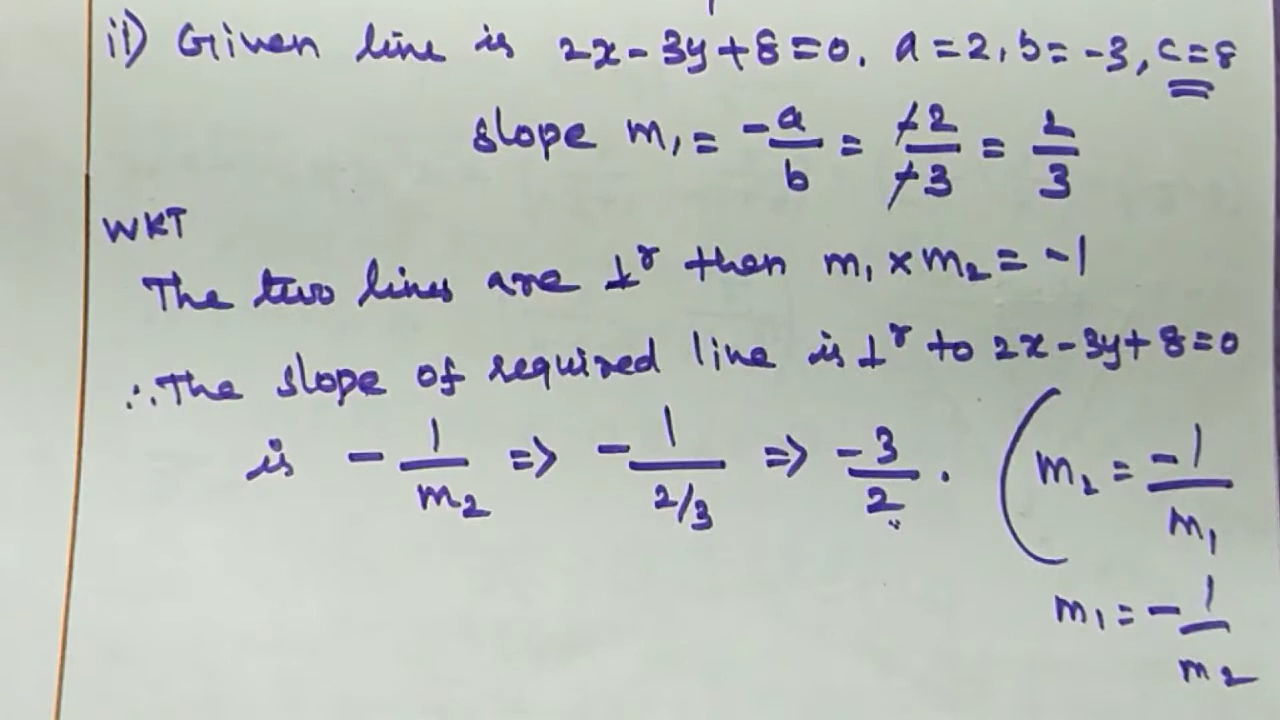 ii) Given line is 2x-3y+8=0. a=2, b=-3, c=8
slope m₁ = -a/b = -2/-3 = 2/3
WKT
The two lines are ⊥ʳ then m₁ × m₂ = -1
∴ The slope of required line is ⊥ʳ to 2x-3y+8=0
is -1/m₂ => -1/(2/3) => -3/2. (m₂ = -1/m₁
m₁ = -1/m₂